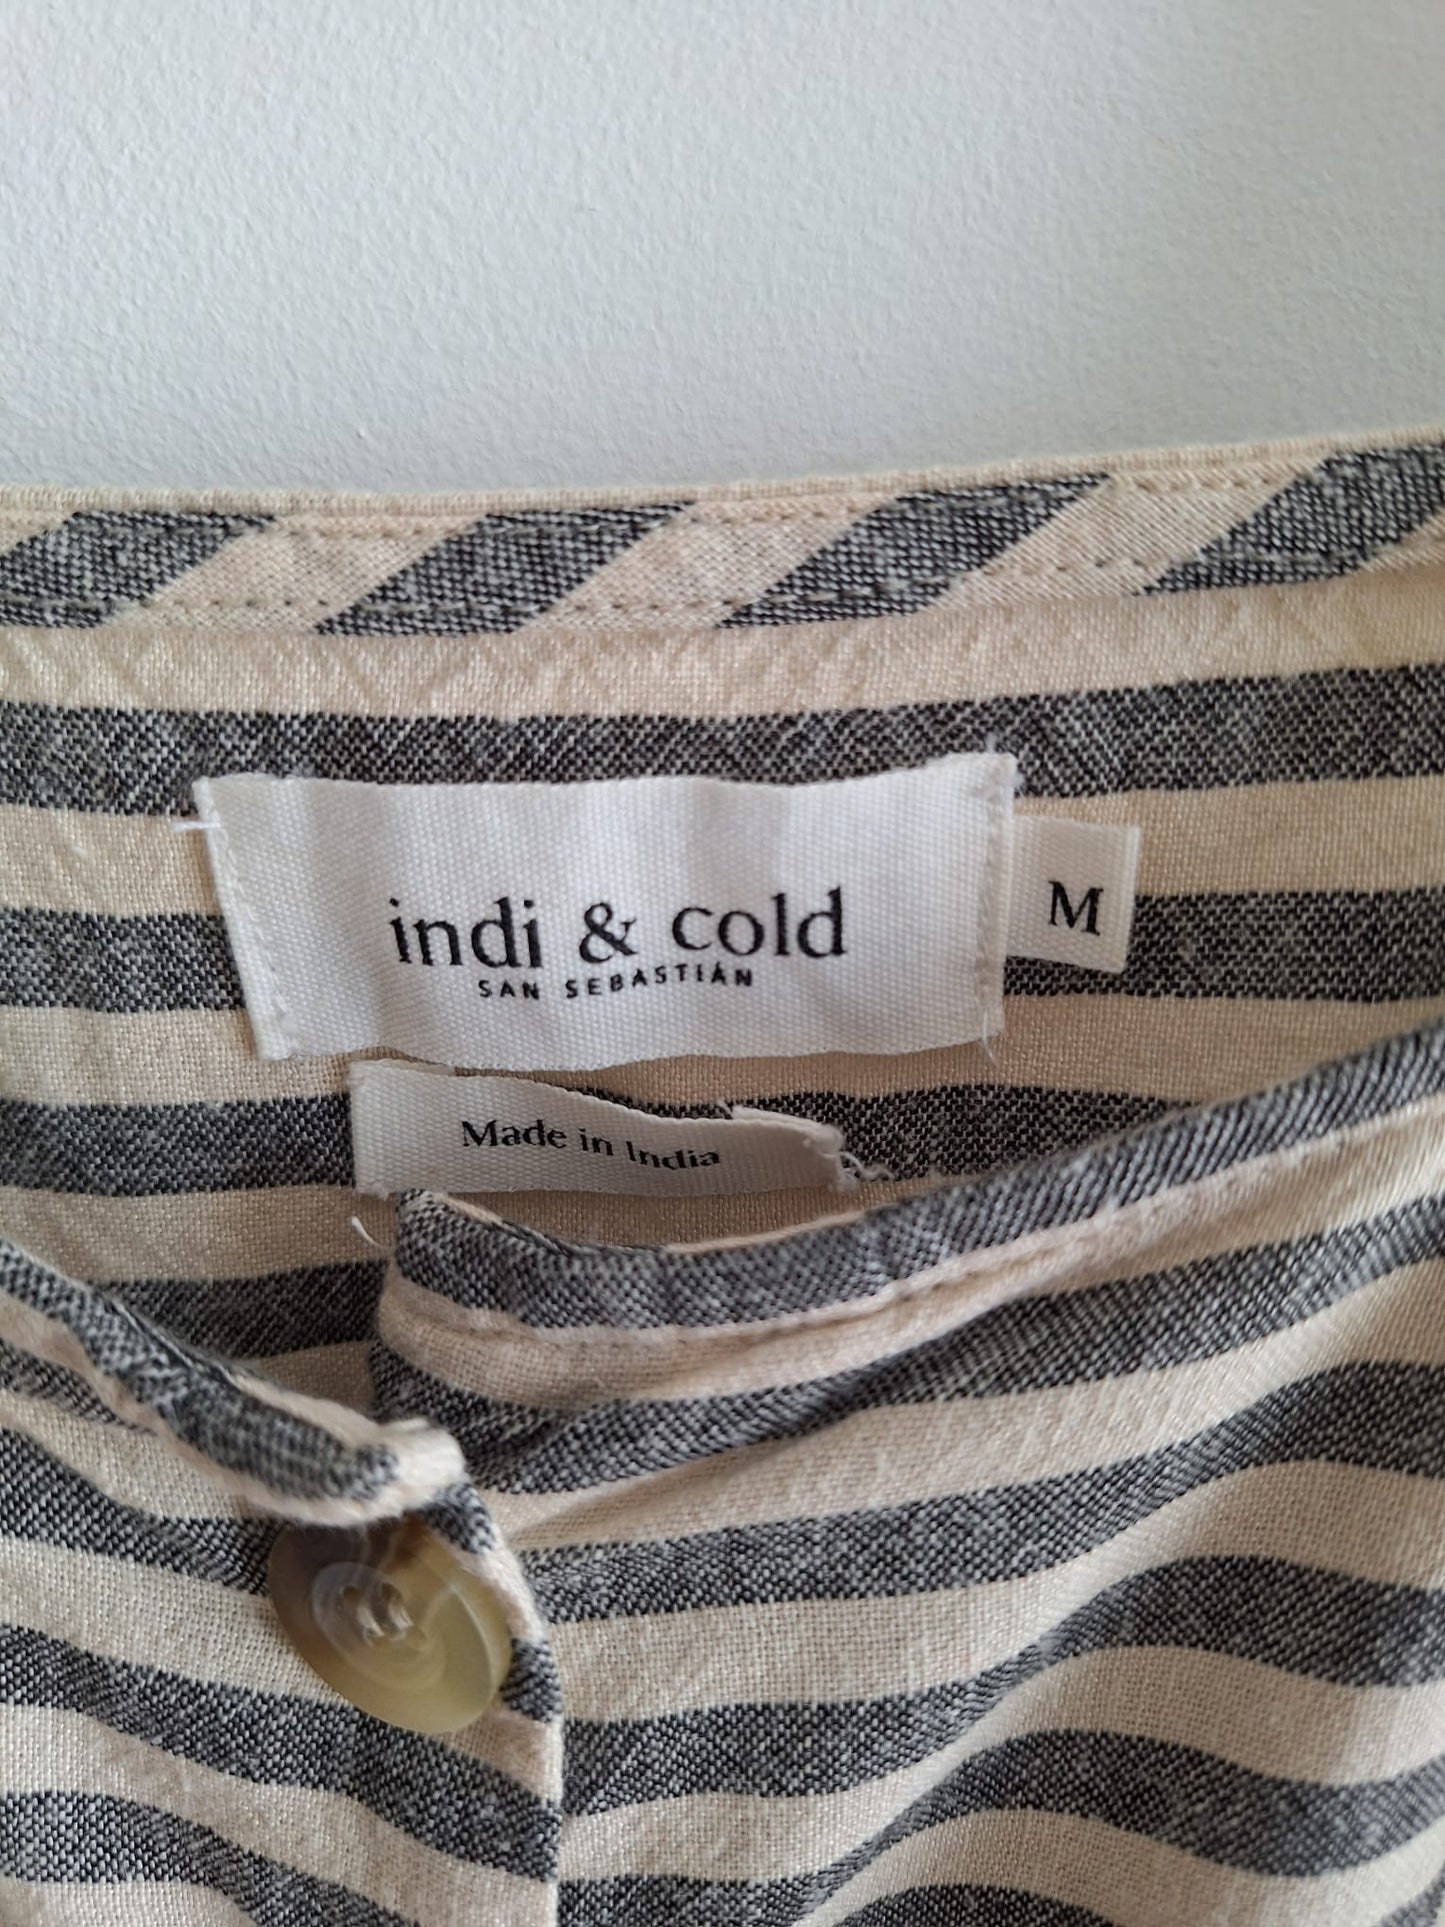 indi & cold
SAN SEBASTIÁN
M
Made in India